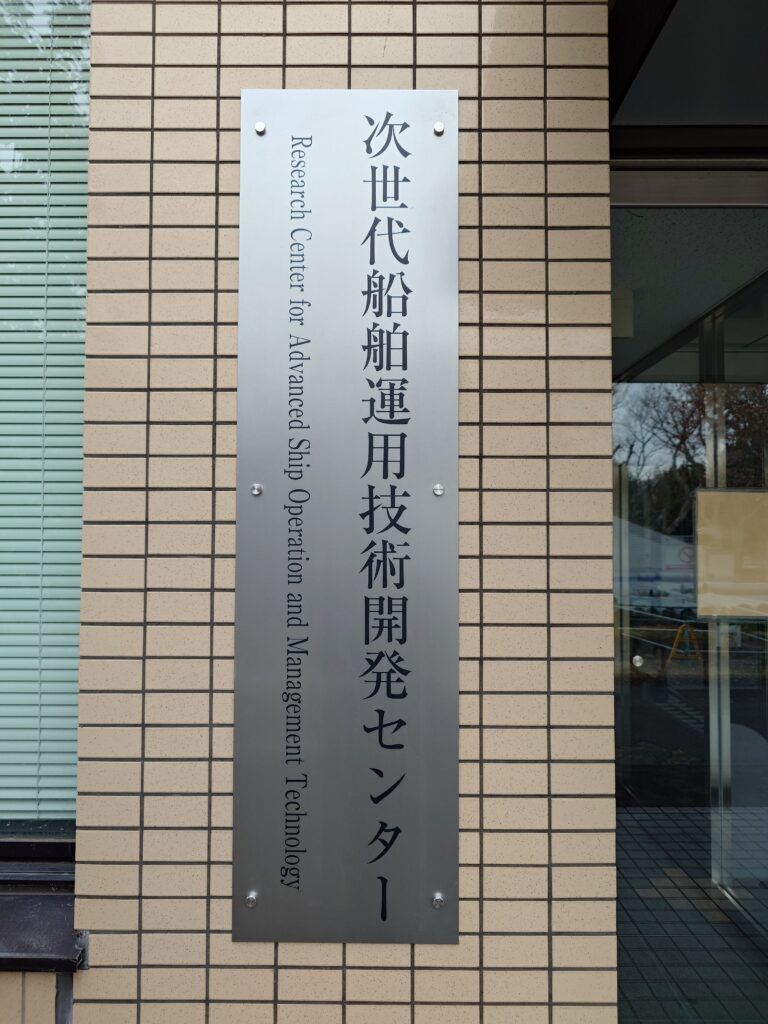 次世代船舶運用技術開発センター
Research Center for Advanced Ship Operation and Management Technology